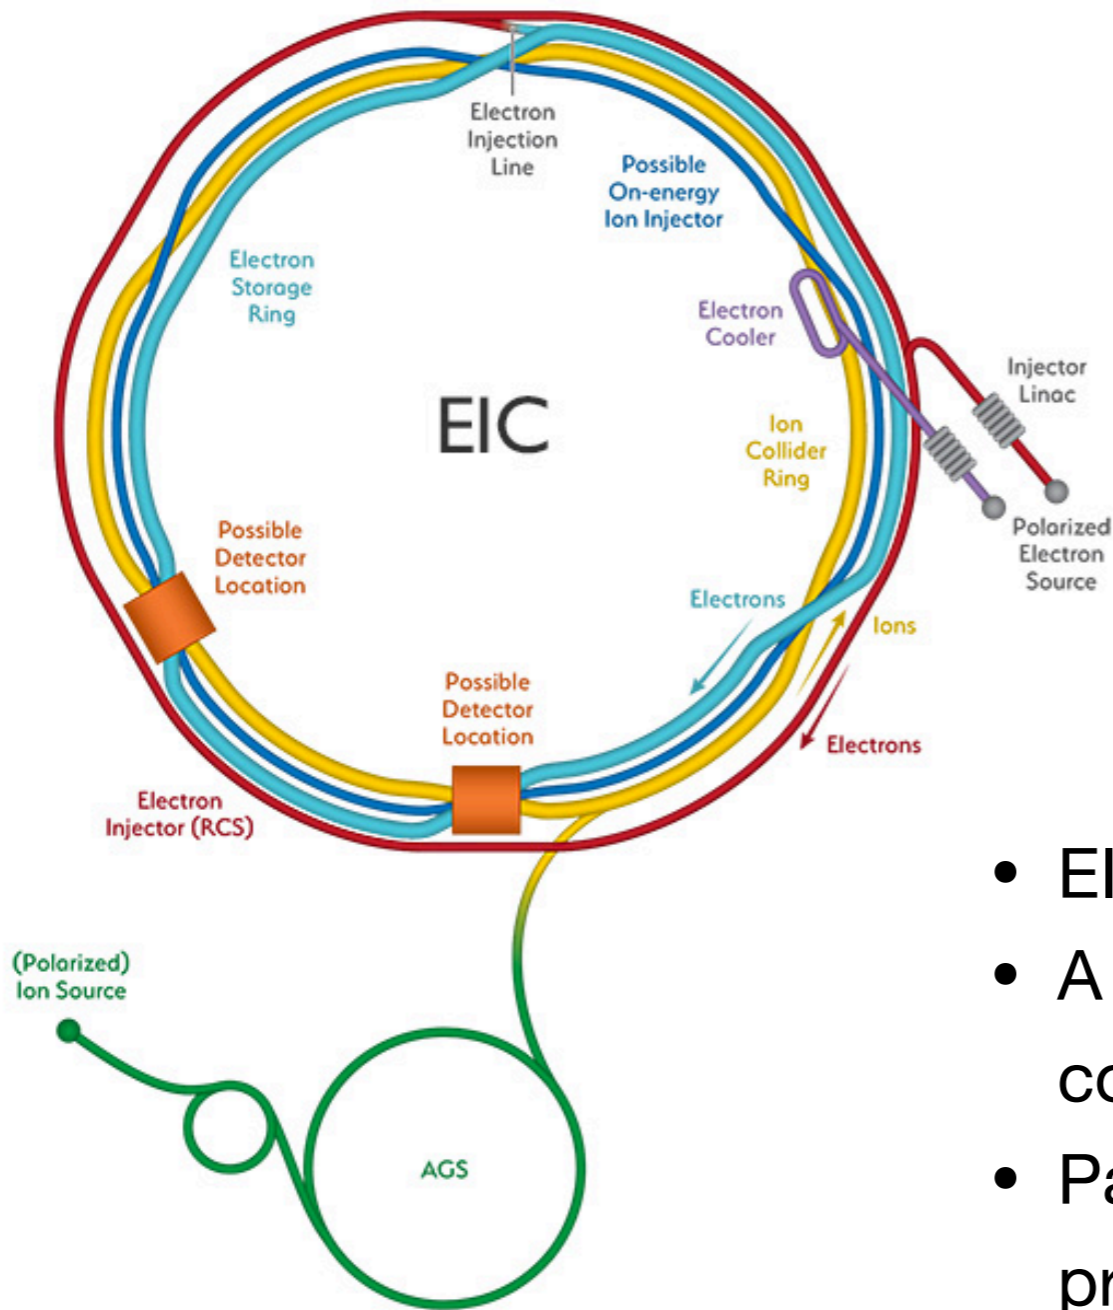 Electron
Injection
Line
Possible
On-energy
Ion Injector
Electron
Storage
Ring
Electron
Cooler
Injector
Linac
EIC
Ion
Collider
Ring
Polarized
Electron
Source
Possible
Detector
Location
Electrons
Ions
Possible
Detector
Location
Electrons
Electron
Injector (RCS)
• A
(Polarized)
Ion Source
AGS